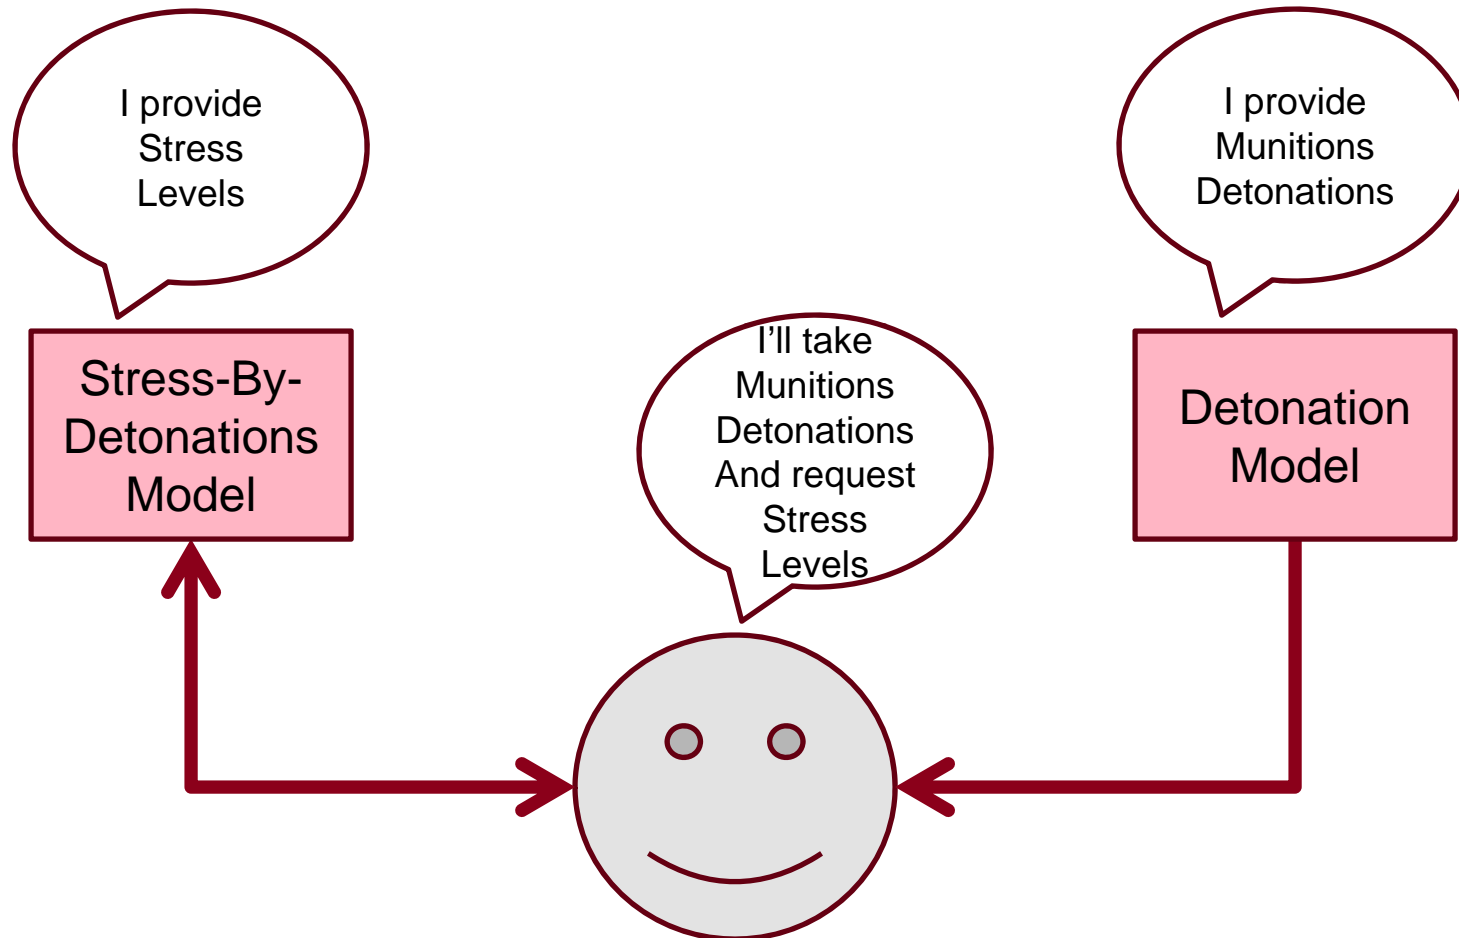 I provide
Stress
Levels
I provide
Munitions
Detonations
I'll take
Munitions
Detonations
And request
Stress
Levels
Stress-By-
Detonations
Model
Detonation
Model